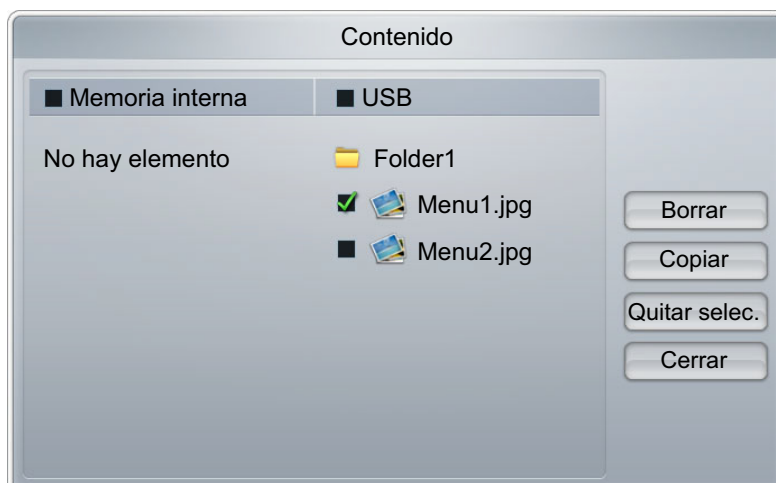 Contenido
Memoria interna
USB
No hay elemento
Folder1
Menu1.jpg
Menu2.jpg
Borrar
Copiar
Quitar selec.
Cerrar